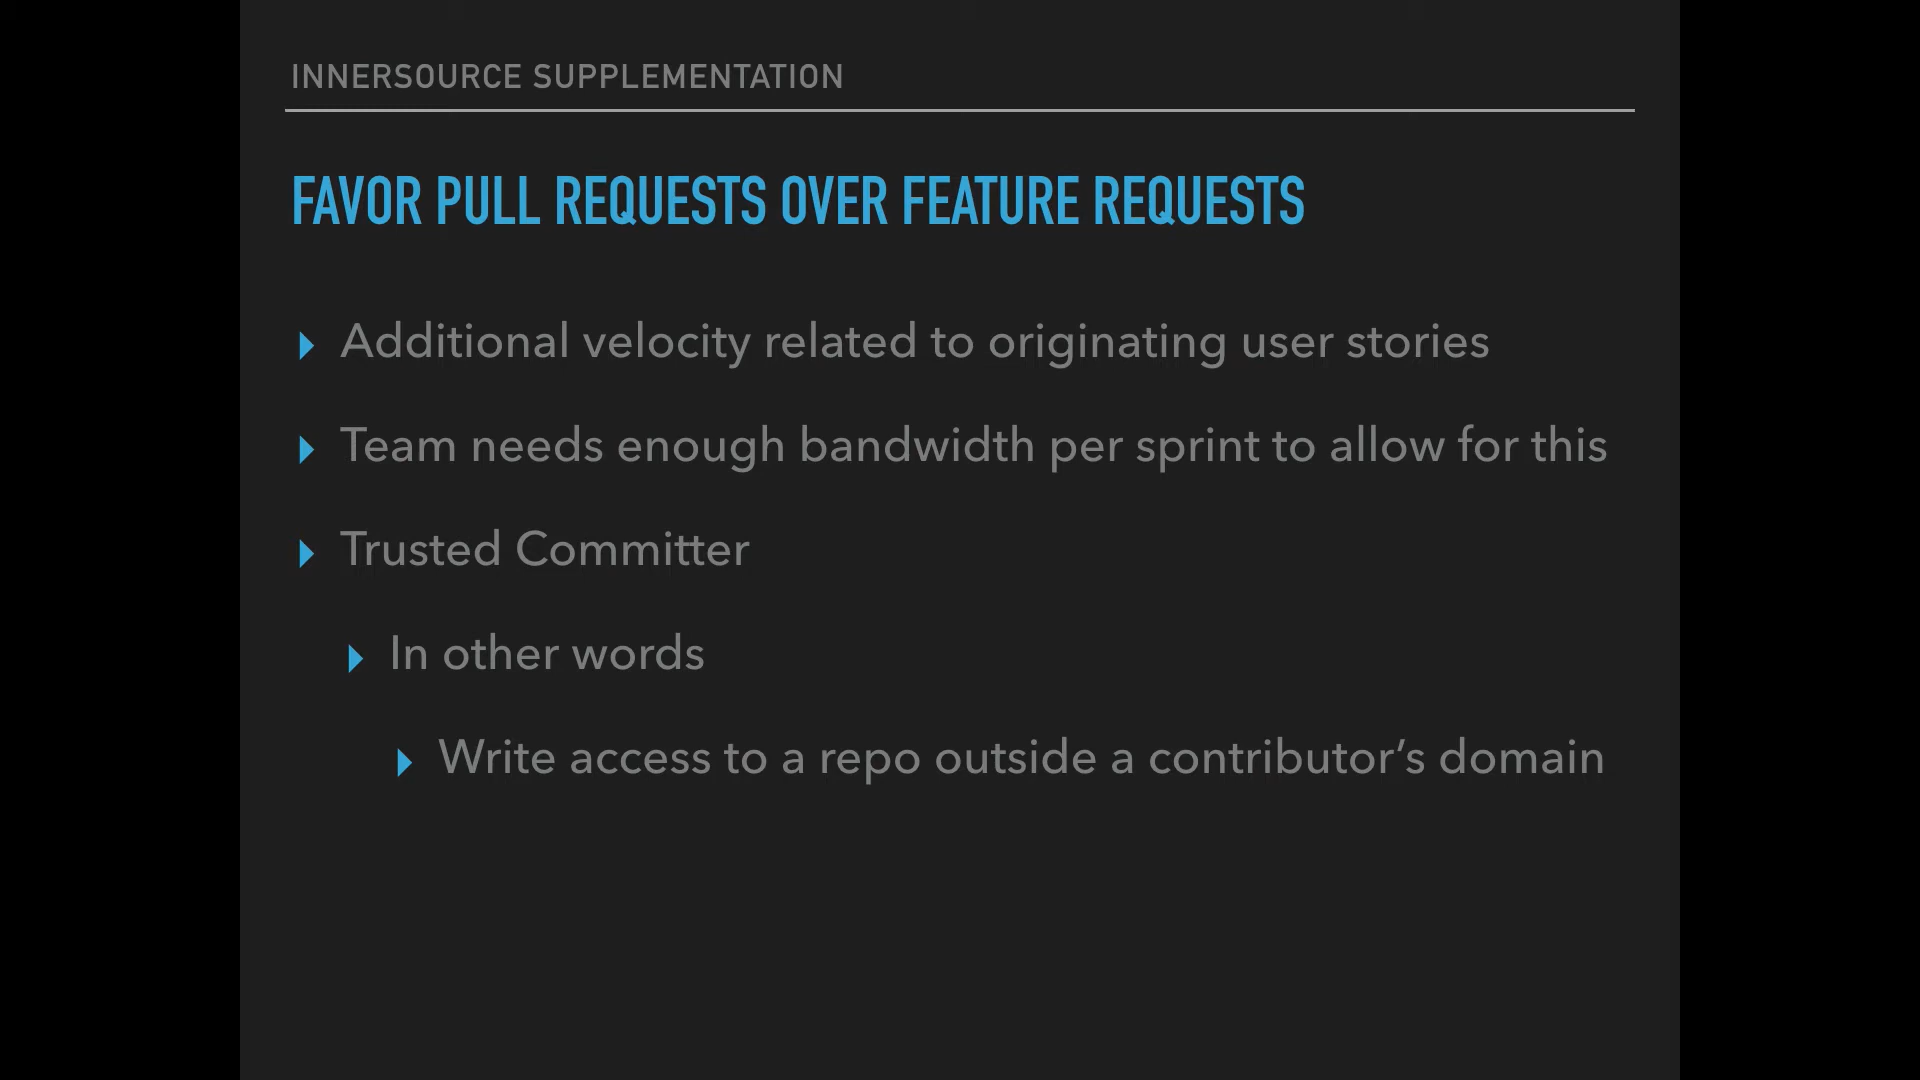 INNERSOURCE SUPPLEMENTATION
FAVOR PULL REQUESTS OVER FEATURE REQUESTS
Additional velocity related to originating user stories
Team needs enough bandwidth per sprint to allow for this
Trusted Committer
In other words
Write access to a repo outside a contributor’s domain